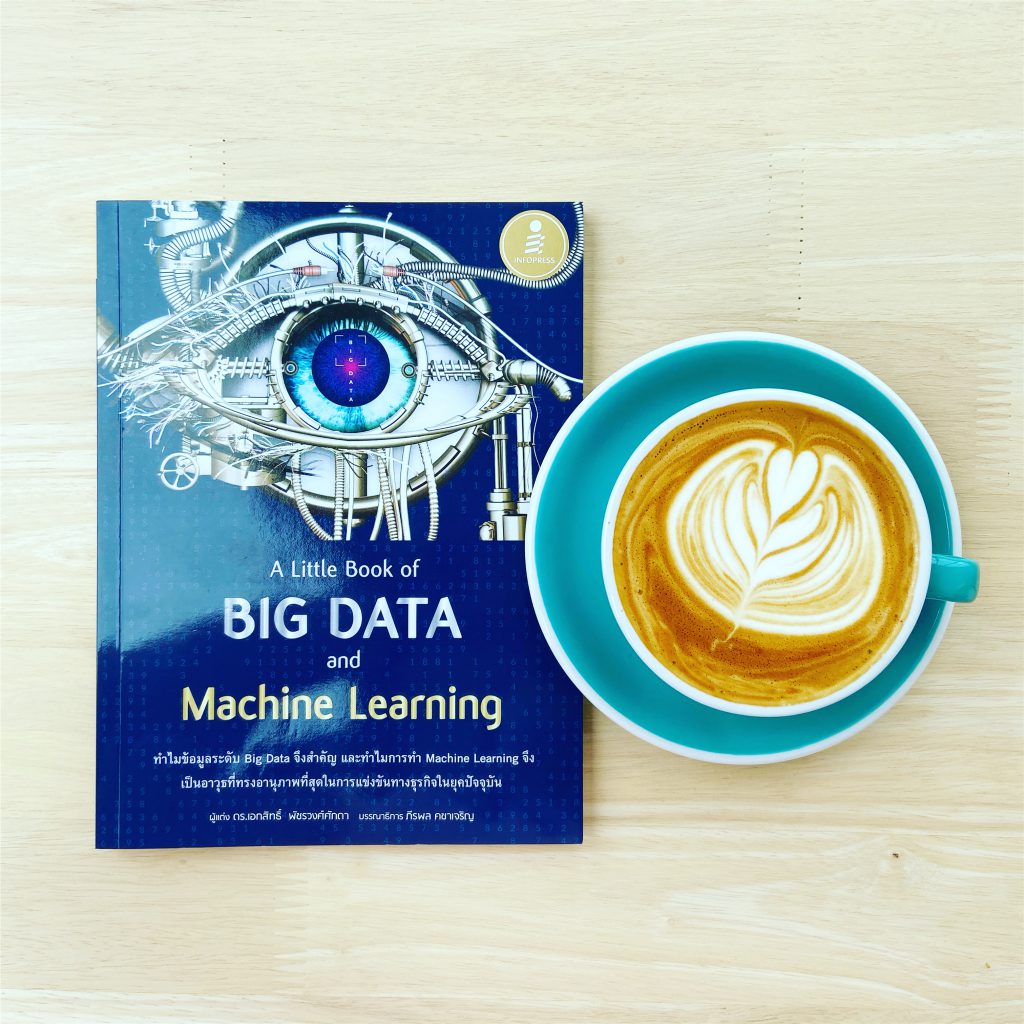 INFOPRESS
BIG DATA
A Little Book of
BIG DATA
and
Machine Learning
ทำไมข้อมูลระดับ Big Data จึงสำคัญ และทำไมการทำ Machine Learning จึง
เป็นอาวุธที่ทรงอานุภาพที่สุดในการแข่งขันทางธุรกิจในยุคปัจจุบัน
ผู้แต่ง ดร.เอกสิทธิ์ พัชรวงศ์ศักดา บรรณาธิการ ภีรพล คชาเจริญ